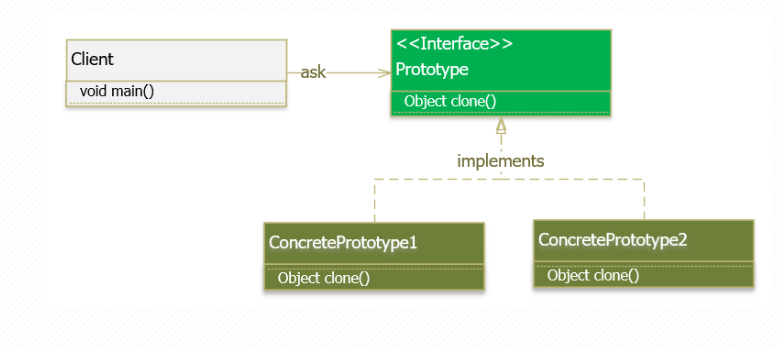 Client
void main()
ask
<<Interface>>
Prototype
Object clone()
implements
ConcretePrototype1
Object clone()
ConcretePrototype2
Object clone()